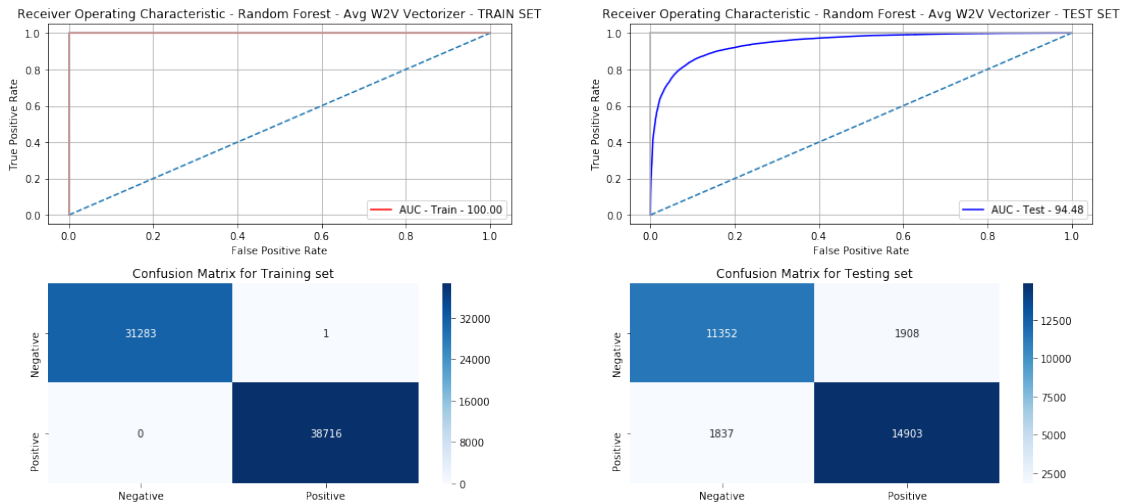 Receiver Operating Characteristic - Random Forest - Avg W2V Vectorizer - TRAIN SET
1.0
0.8
0.6
0.4
0.2
0.0
True Positive Rate
0.0 0.2 0.4 0.6 0.8 1.0
False Positive Rate
AUC - Train - 100.00
Receiver Operating Characteristic - Random Forest - Avg W2V Vectorizer - TEST SET
1.0
0.8
0.6
0.4
0.2
0.0
True Positive Rate
0.0 0.2 0.4 0.6 0.8 1.0
False Positive Rate
AUC - Test - 94.48
Confusion Matrix for Training set
Negative
31283 1
Positive
0 38716
Negative Positive
32000
24000
16000
8000
0
Confusion Matrix for Testing set
Negative
11352 1908
Positive
1837 14903
Negative Positive
12500
10000
7500
5000
2500